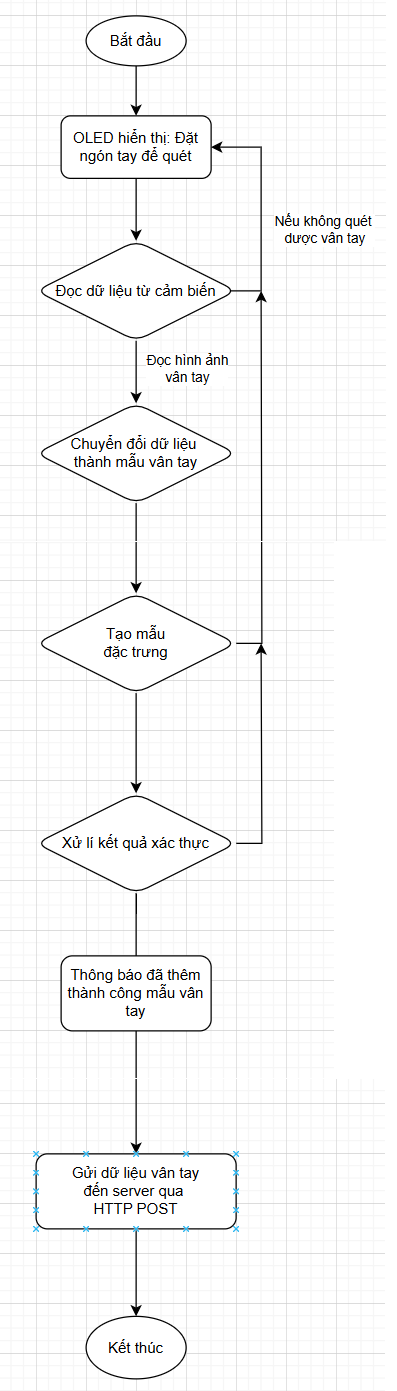 Bắt đầu
OLED hiển thị: Đặt
ngón tay để quét
Nếu không quét
dược vân tay
Đọc dữ liệu từ cảm biến
Đọc hình ảnh
vân tay
Chuyển đổi dữ liệu
thành mẫu vân tay
Tạo mẫu
đặc trưng
Xử lí kết quả xác thực
Thông báo đã thêm
thành công mẫu vân
tay
Gửi dữ liệu vân tay
đến server qua
HTTP POST
Kết thúc